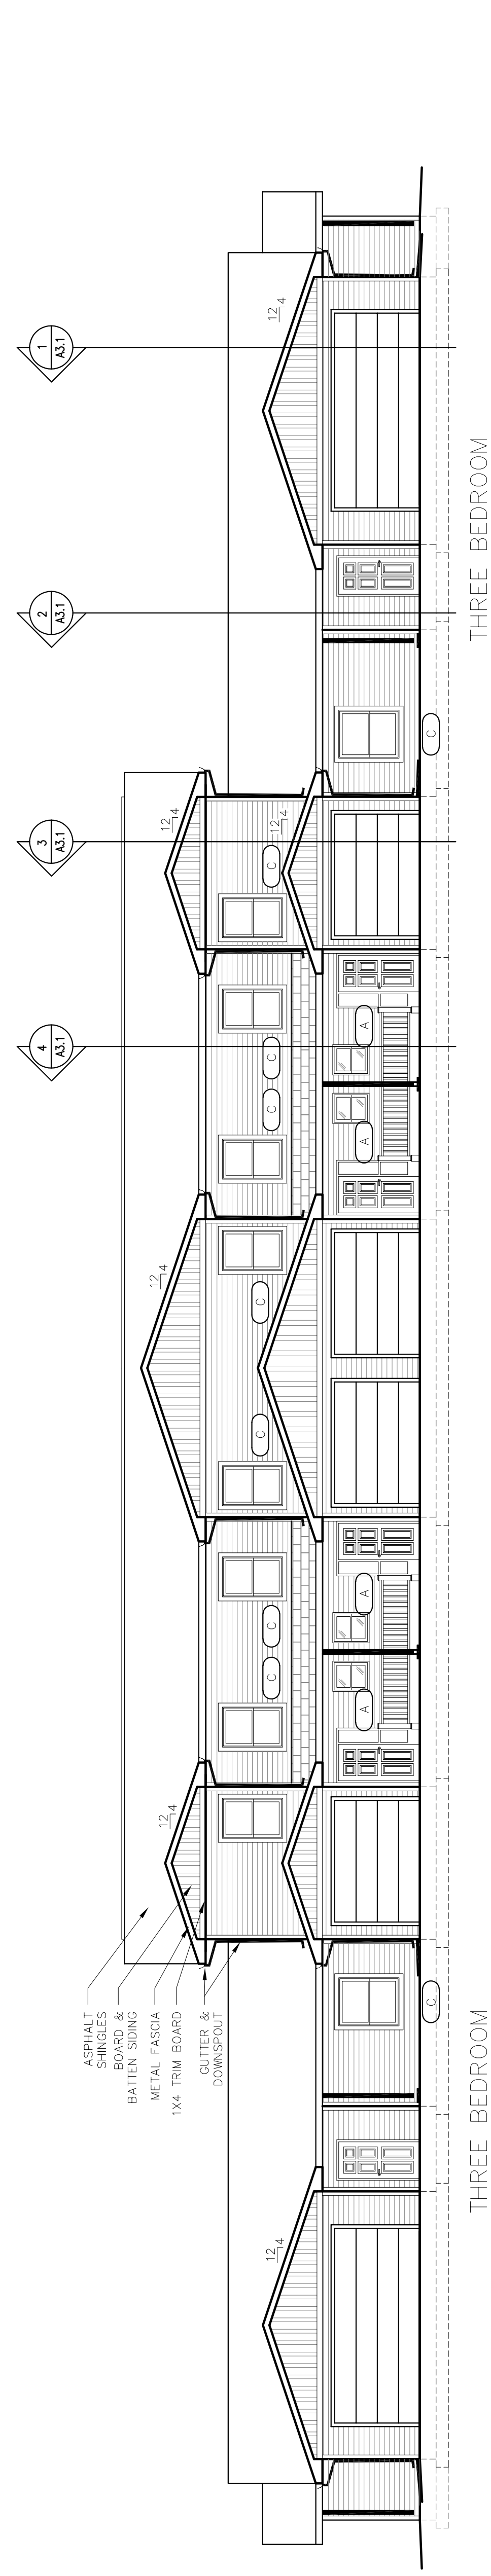 ASPHALT
SHINGLES
BOARD &
BATTEN SIDING
METAL FASCIA
1X4 TRIM BOARD
GUTTER &
DOWNSPOUT
4
A3.1
3
A3.1
2
A3.1
1
A3.1
12
4
12
4
12
4
12
4
12
4
12
4
C
C
C
C
C
C
C
A
A
A
A
C
C
THREE BEDROOM
THREE BEDROOM